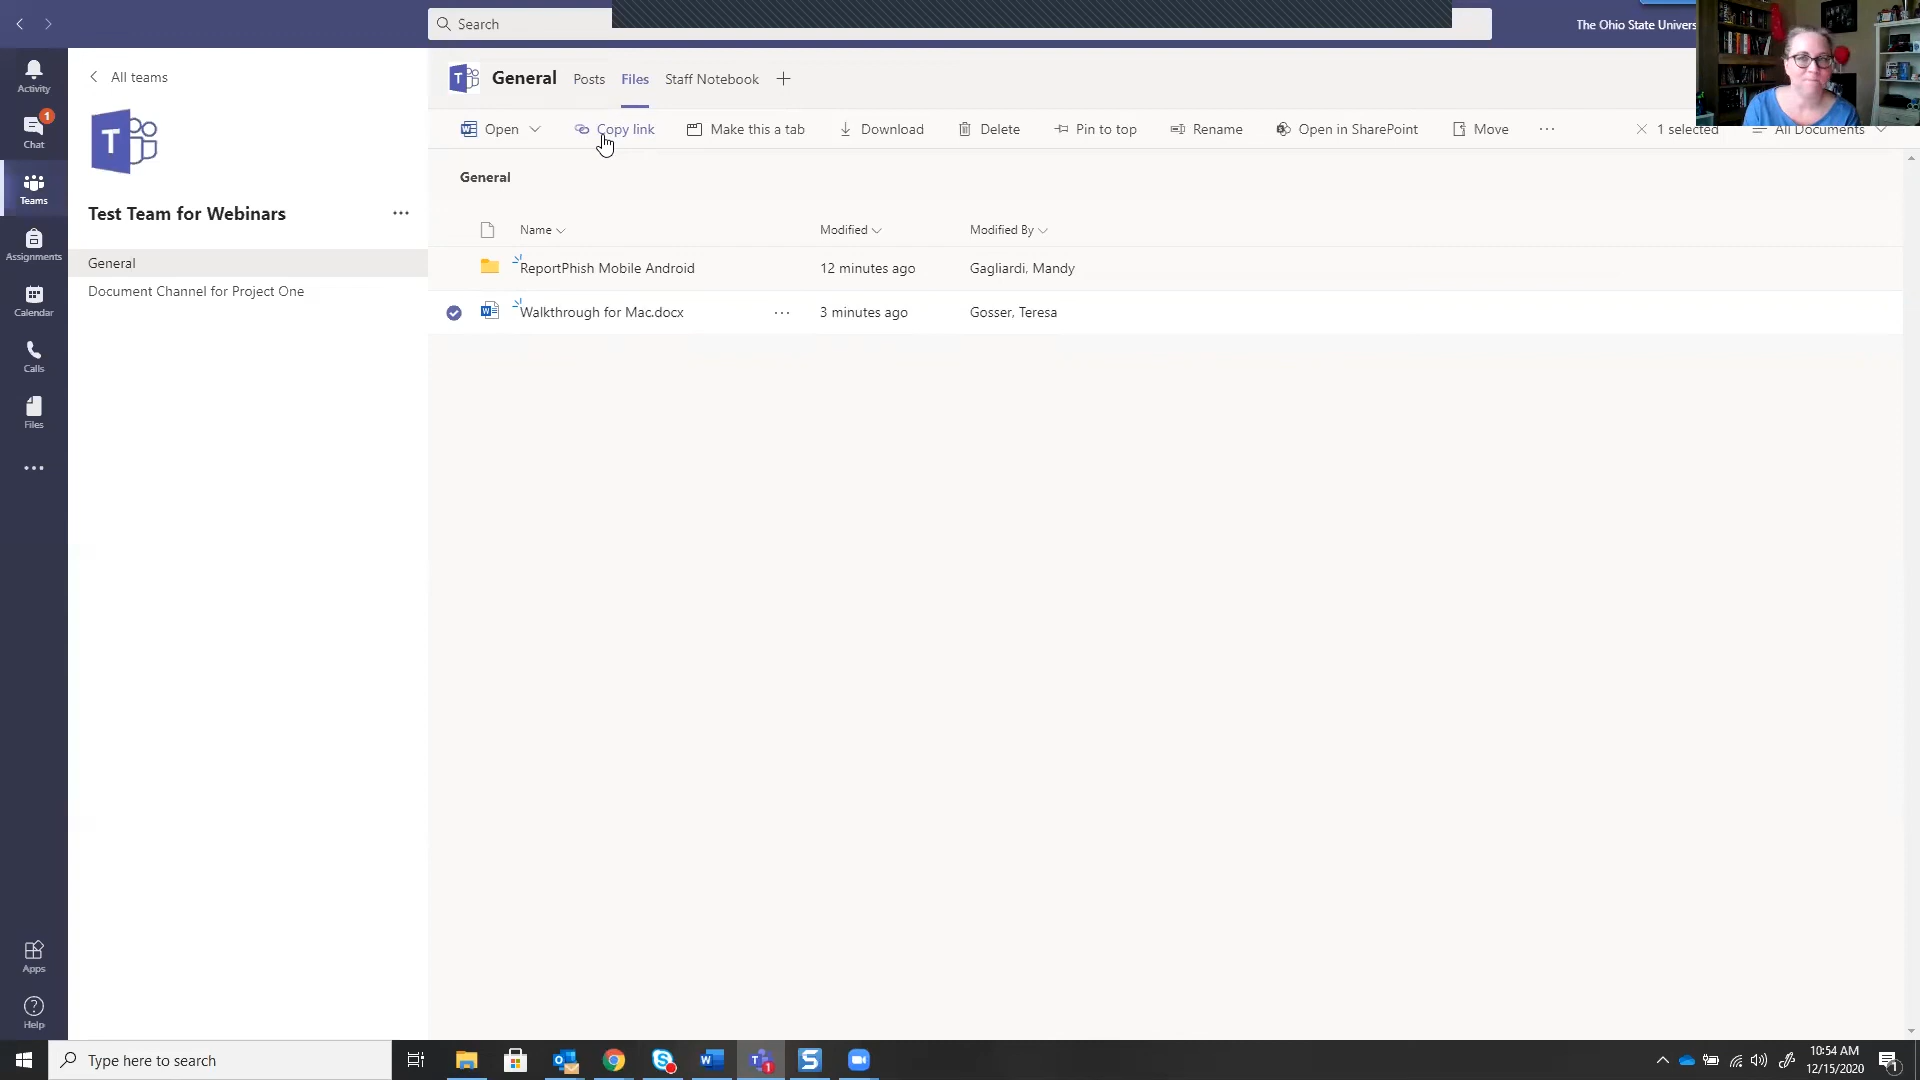 Search
The Ohio State Univers
Activity
1
Chat
Teams
Assignments
Calendar
Calls
Files
Apps
Help
All teams
T
Test Team for Webinars
General
Document Channel for Project One
T
General Posts Files Staff Notebook
Open Copy link Make this a tab Download Delete Pin to top Rename Open in SharePoint Move 1 selected All Documents
General
Name Modified Modified By
ReportPhish Mobile Android 12 minutes ago Gagliardi, Mandy
Walkthrough for Mac.docx 3 minutes ago Gosser, Teresa
Type here to search
10:54 AM
12/15/2020
1